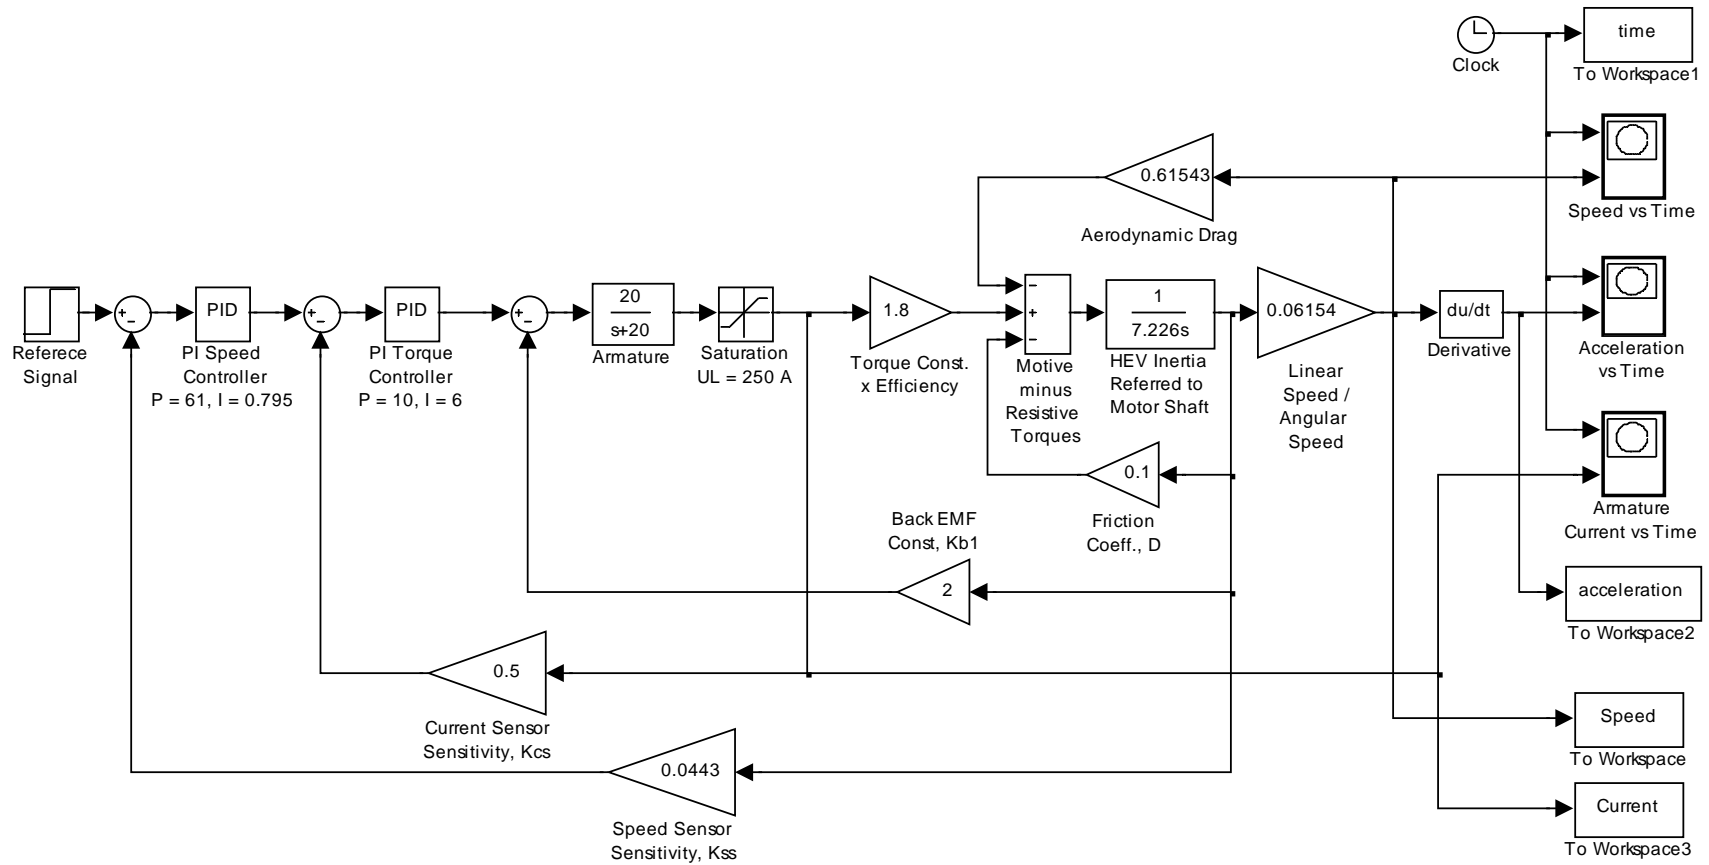 Clock
time
To Workspace1
0.61543
Aerodynamic Drag
Speed vs Time
Referece
Signal
+
−
PID
PI Speed
Controller
P = 61, I = 0.795
+
−
PID
PI Torque
Controller
P = 10, I = 6
+
−
20
s+20
Armature
Saturation
UL = 250 A
1.8
Torque Const.
x Efficiency
−
+
−
Motive
minus
Resistive
Torques
1
7.226s
HEV Inertia
Referred to
Motor Shaft
0.06154
Linear
Speed /
Angular
Speed
du/dt
Derivative
Acceleration
vs Time
0.1
Friction
Coeff., D
Armature
Current vs Time
Back EMF
Const, Kb1
2
acceleration
To Workspace2
0.5
Current Sensor
Sensitivity, Kcs
Speed
To Workspace
0.0443
Speed Sensor
Sensitivity, Kss
Current
To Workspace3